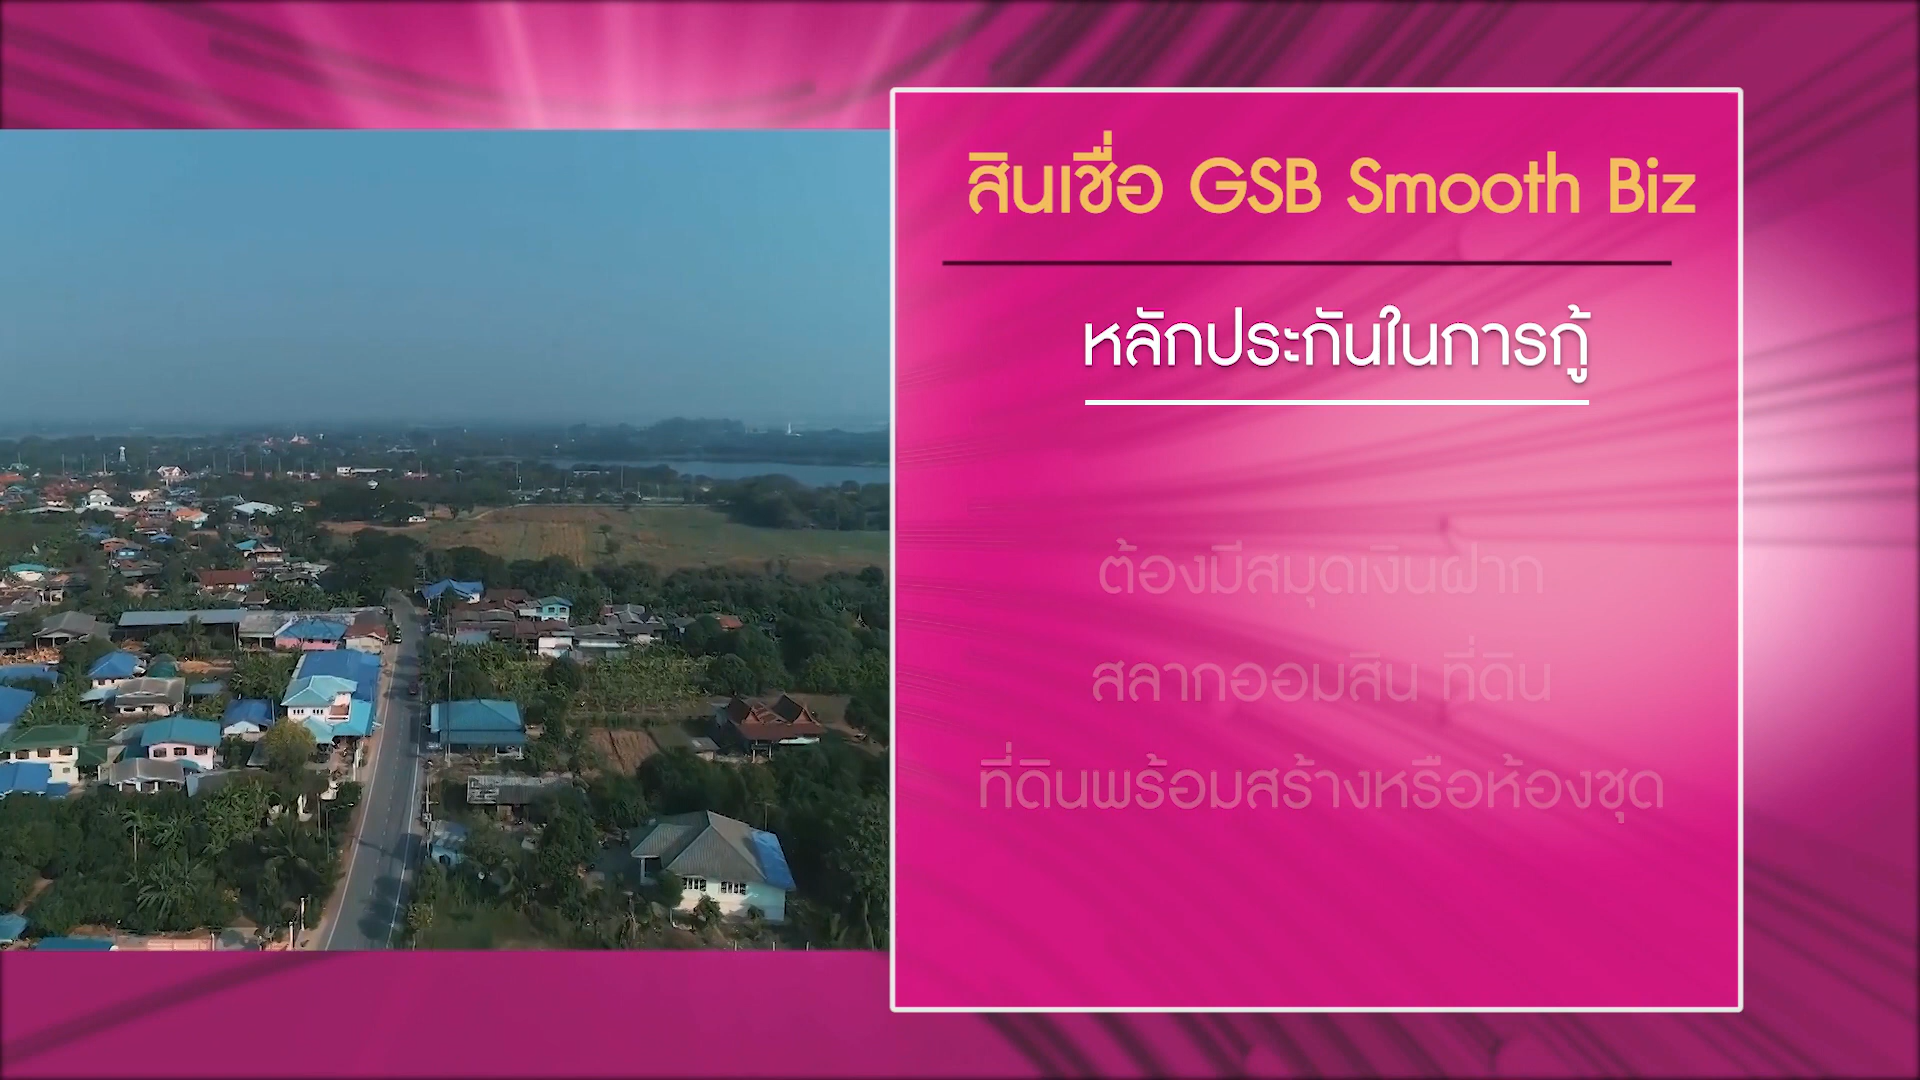 สินเชื่อ GSB Smooth Biz
หลักประกันในการกู้
ต้องมีสมุดเงินฝาก
สลากออมสิน ที่ดิน
ที่ดินพร้อมสร้างหรือห้องชุด